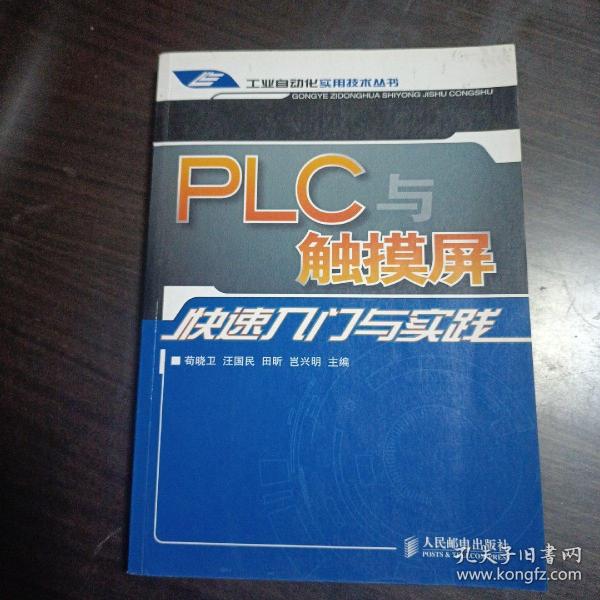 工业自动化实用技术丛书
GONGYE ZIDONGHUA SHIYONG JISHU CONGSHU
PLC与
触摸屏
快速入门与实践
苟晓卫 汪国民 田昕 岂兴明 主编
人民邮电出版社
POSTS & TELECOM PRESS
孔夫子旧书网
www.kongfz.com